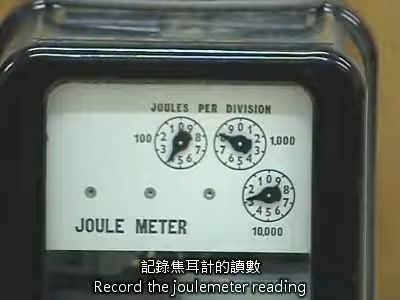 JOULES PER DIVISION
100
1,000
10,000
JOULE METER
記錄焦耳計的讀數
Record the joulemeter reading